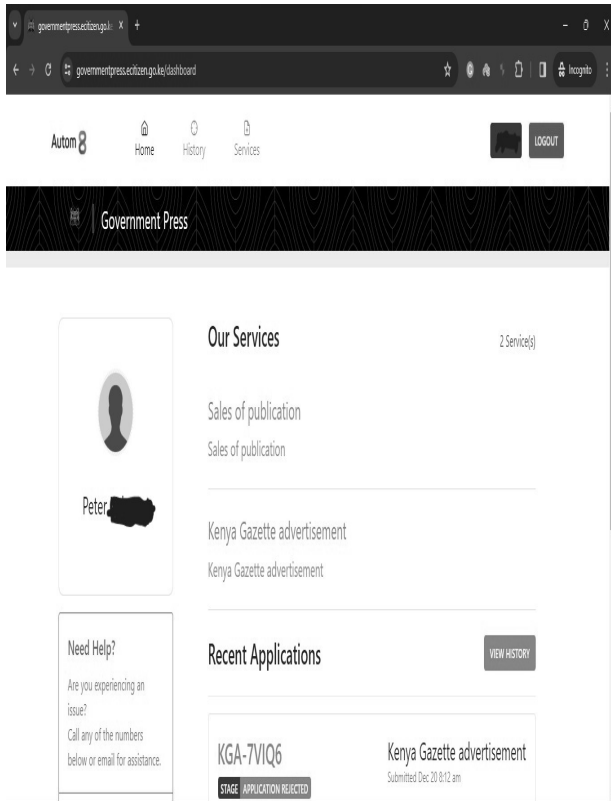 governmentpress.ecitizen.go.ke
governmentpress.ecitizen.go.ke/dashboard
Incognito
Autom8
Home
History
Services
LOGOUT
Government Press
Peter
Need Help?
Are you experiencing an
issue?
Call any of the numbers
below or email for assistance.
Our Services
2 Service(s)
Sales of publication
Sales of publication
Kenya Gazette advertisement
Kenya Gazette advertisement
Recent Applications
VIEW HISTORY
KGA-7VIQ6
STAGE APPLICATION REJECTED
Kenya Gazette advertisement
Submitted Dec 20 8:12 am